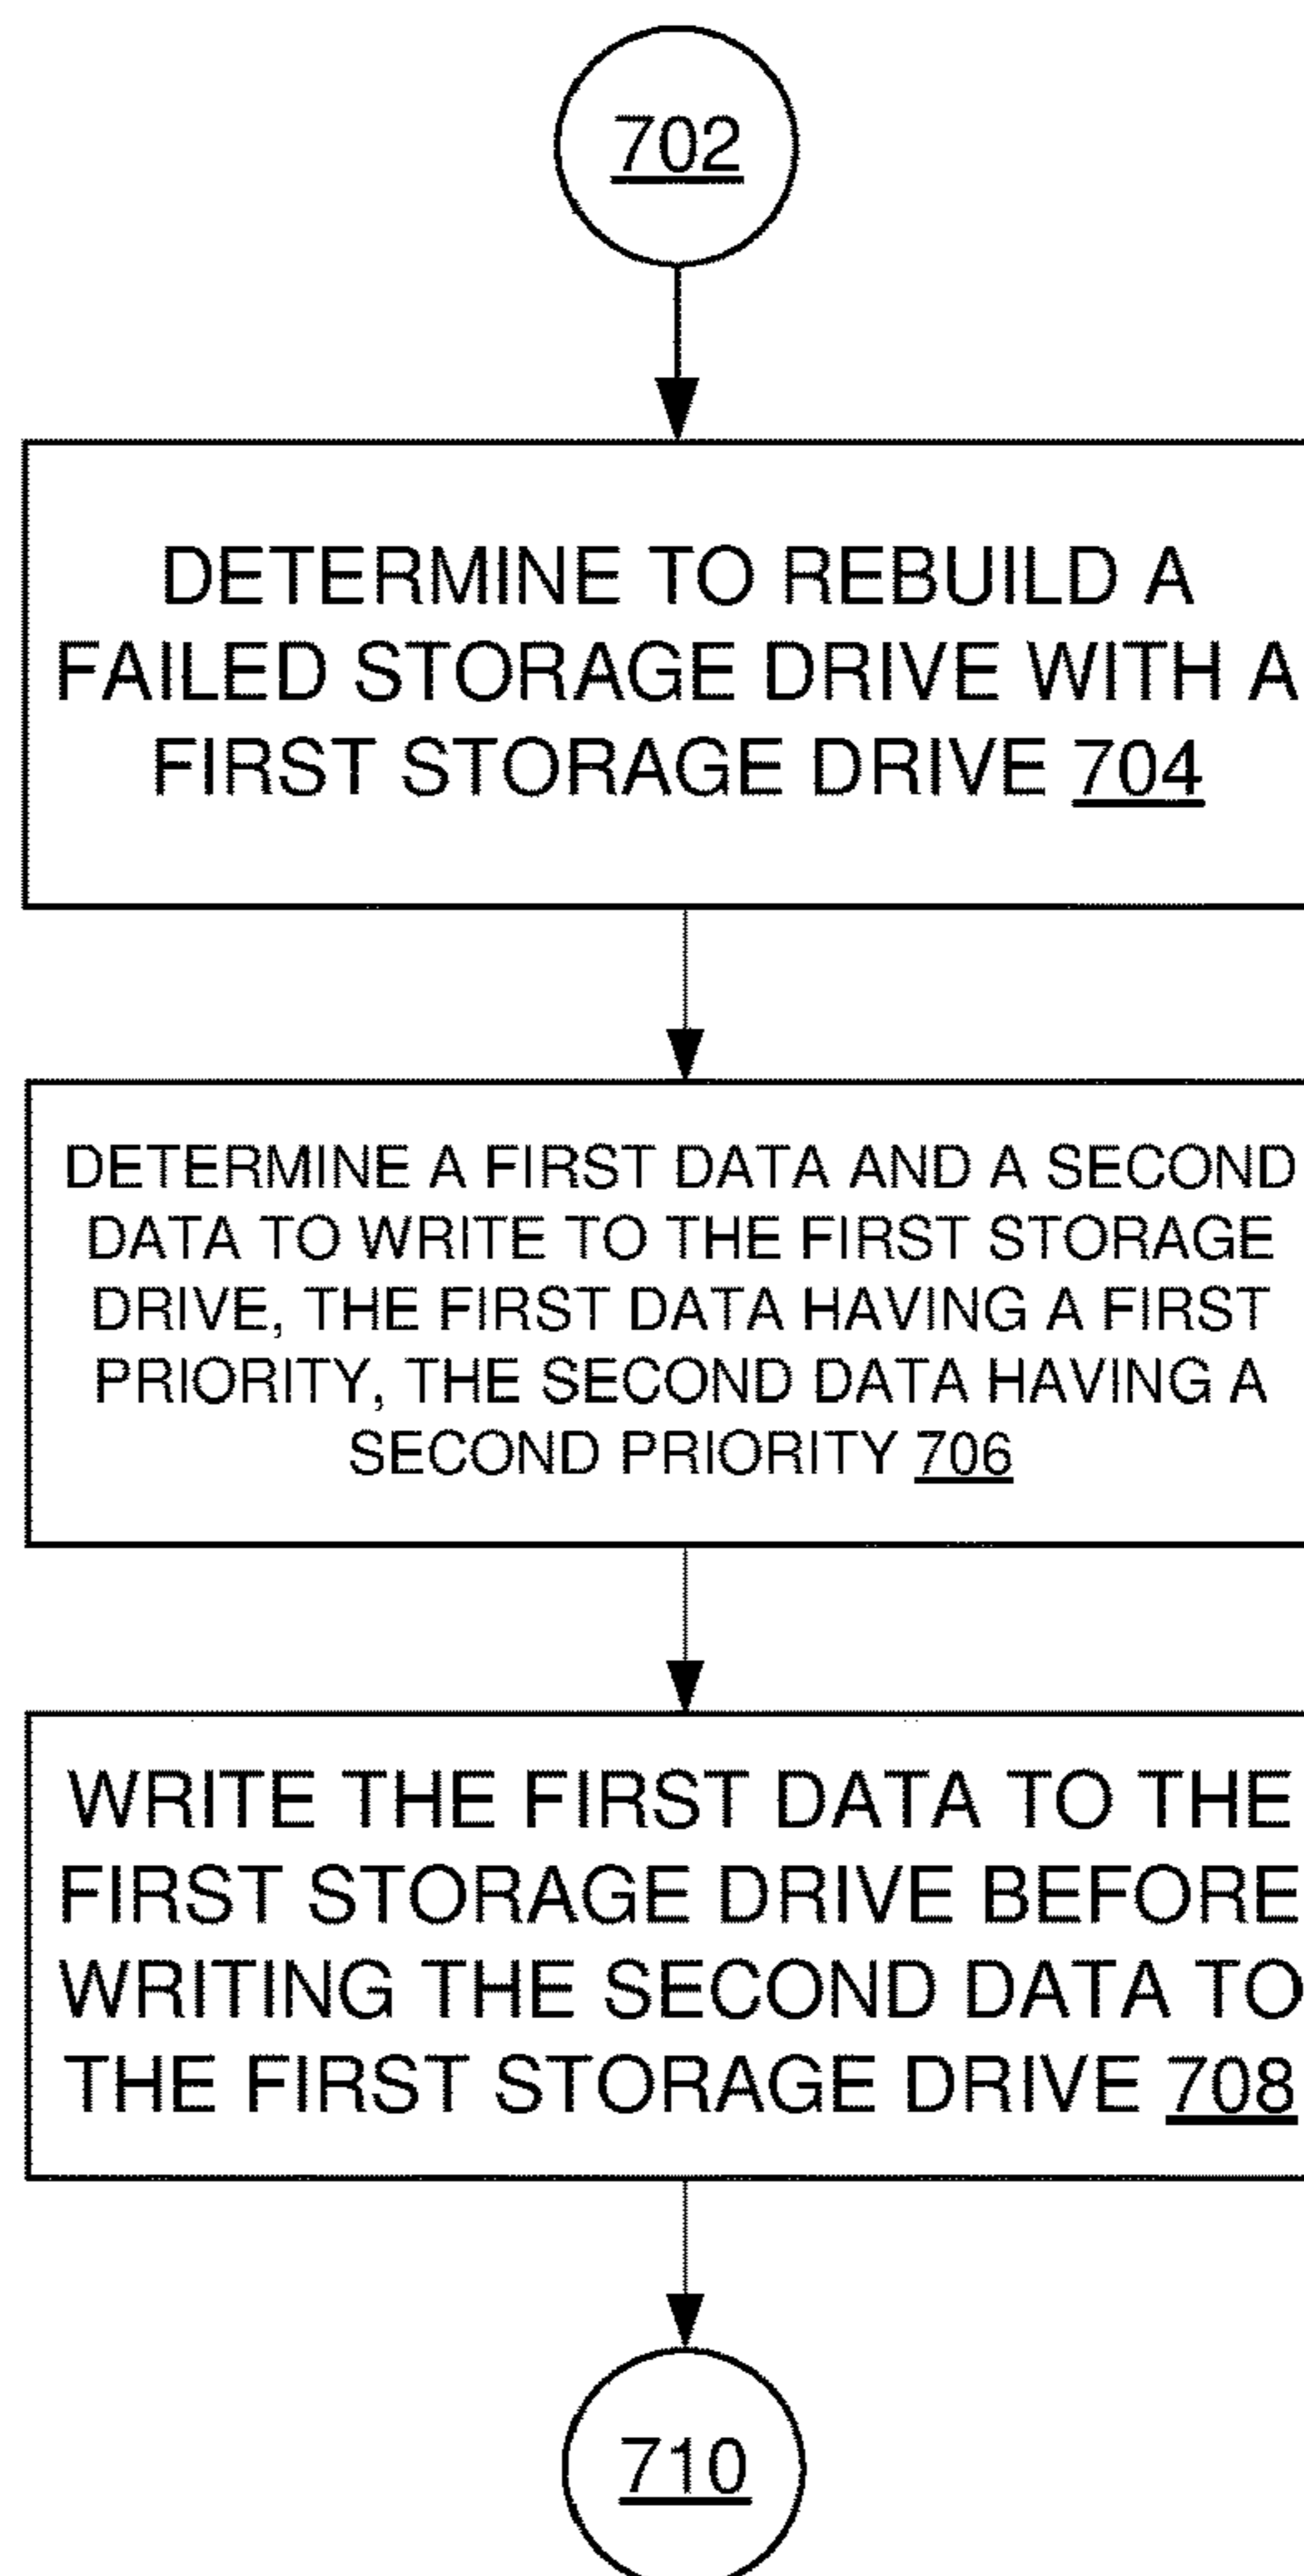 702
DETERMINE TO REBUILD A
FAILED STORAGE DRIVE WITH A
FIRST STORAGE DRIVE 704
DETERMINE A FIRST DATA AND A SECOND
DATA TO WRITE TO THE FIRST STORAGE
DRIVE, THE FIRST DATA HAVING A FIRST
PRIORITY, THE SECOND DATA HAVING A
SECOND PRIORITY 706
WRITE THE FIRST DATA TO THE
FIRST STORAGE DRIVE BEFORE
WRITING THE SECOND DATA TO
THE FIRST STORAGE DRIVE 708
710